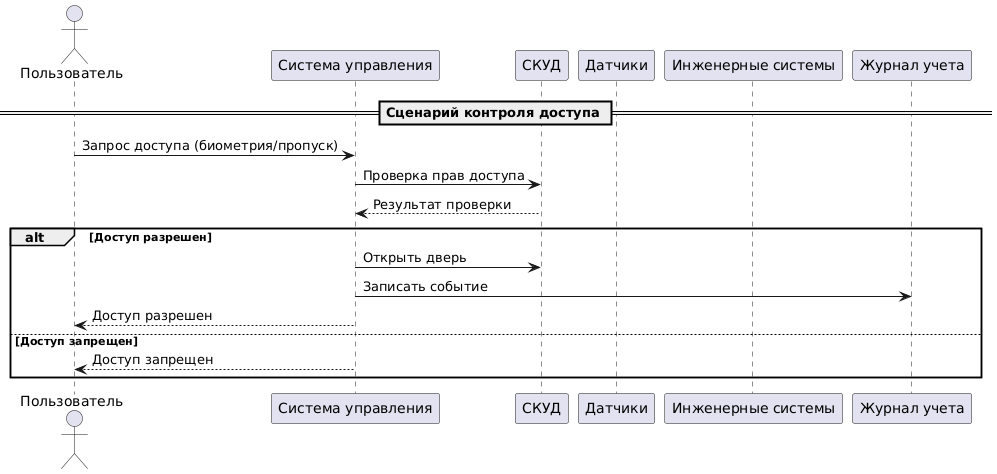 Пользователь
Система управления
СКУД
Датчики
Инженерные системы
Журнал учета
Сценарий контроля доступа
Запрос доступа (биометрия/пропуск)
Проверка прав доступа
Результат проверки
alt
[Доступ разрешен]
Открыть дверь
Записать событие
Доступ разрешен
[Доступ запрещен]
Доступ запрещен
Пользователь
Система управления
СКУД
Датчики
Инженерные системы
Журнал учета